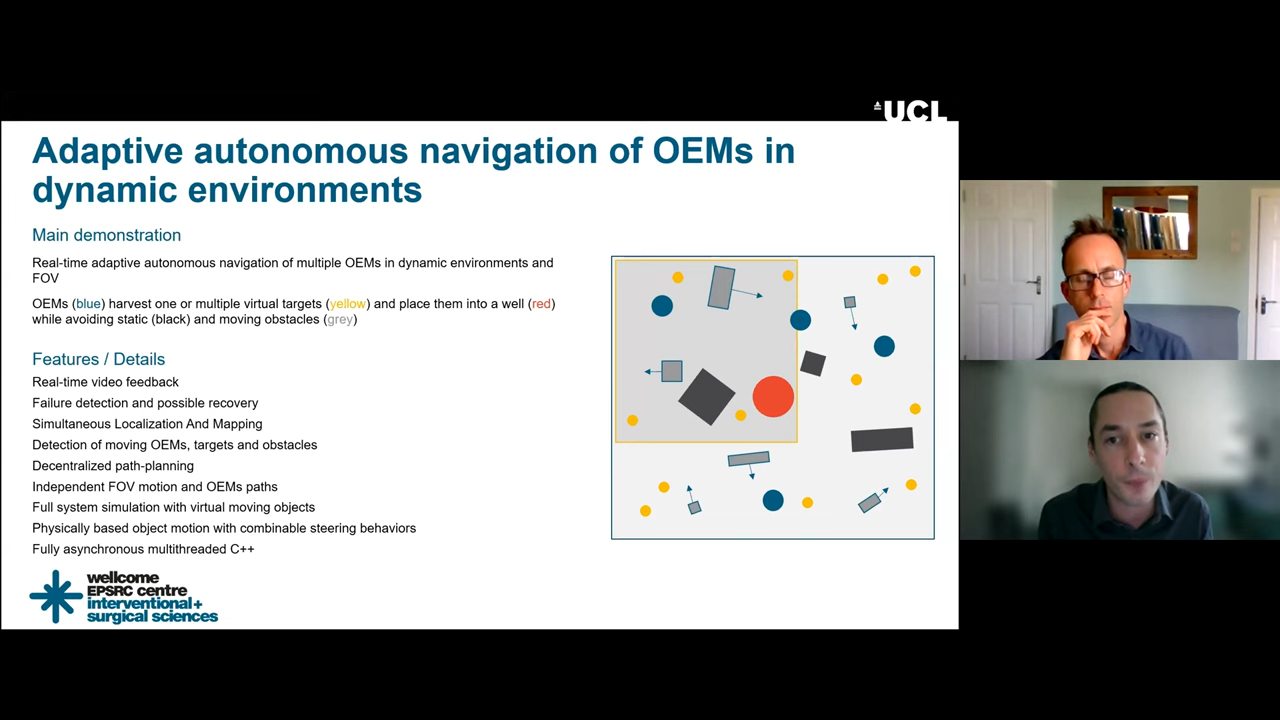 UCL
Adaptive autonomous navigation of OEMs in
dynamic environments
Main demonstration
Real-time adaptive autonomous navigation of multiple OEMs in dynamic environments and
FOV
OEMs (blue) harvest one or multiple virtual targets (yellow) and place them into a well (red)
while avoiding static (black) and moving obstacles (grey)
Features / Details
Real-time video feedback
Failure detection and possible recovery
Simultaneous Localization And Mapping
Detection of moving OEMs, targets and obstacles
Decentralized path-planning
Independent FOV motion and OEMs paths
Full system simulation with virtual moving objects
Physically based object motion with combinable steering behaviors
Fully asynchronous multithreaded C++
wellcome
EPSRC centre
interventional+
surgical sciences